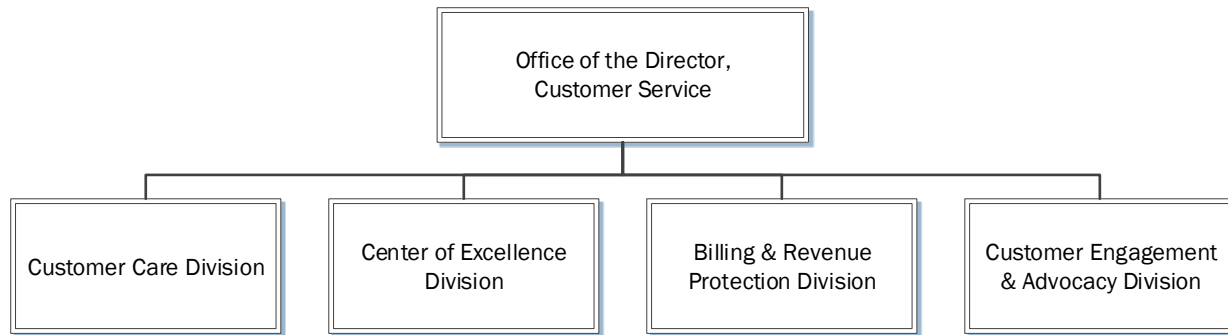 Office of the Director,
Customer Service
Customer Care Division
Center of Excellence
Division
Billing & Revenue
Protection Division
Customer Engagement
& Advocacy Division